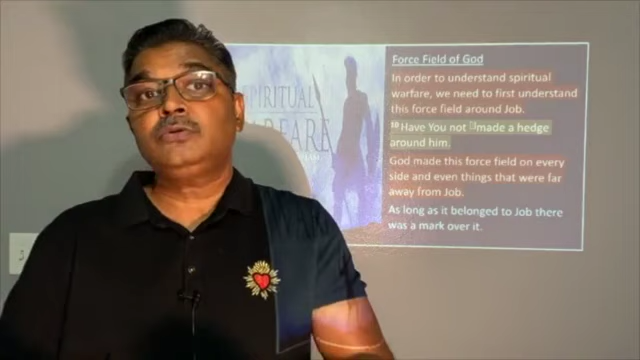 SPIRITUAL
WARFARE
Force Field of God
In order to understand spiritual
warfare, we need to first understand
this force field around Job.
¹⁰ Have You not made a hedge
around him.
God made this force field on every
side and even things that were far
away from Job.
As long as it belonged to Job there
was a mark over it.